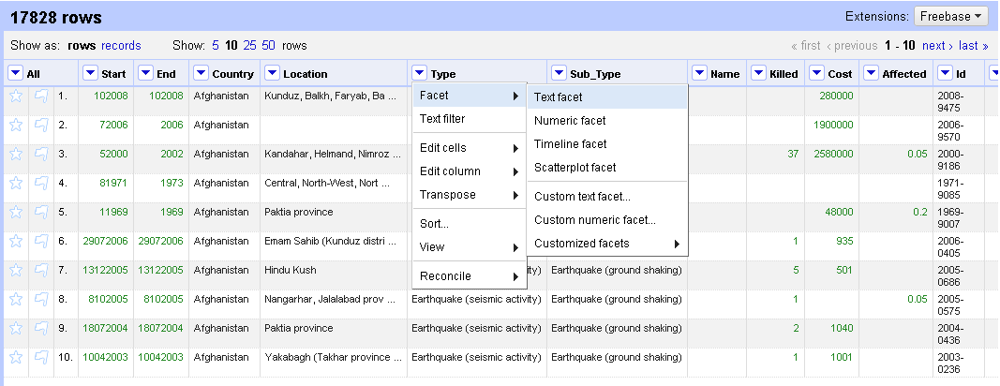 17828 rows Extensions: Freebase
Show as: rows records Show: 5 10 25 50 rows « first ‹ previous 1 - 10 next › last »
All Start End Country Location Type Sub_Type Name Killed Cost Affected Id
1. 102008 102008 Afghanistan Kunduz, Balkh, Faryab, Ba ... 280000 2008-
9475
2. 72006 2006 Afghanistan 1900000 2006-
9570
3. 52000 2002 Afghanistan Kandahar, Helmand, Nimroz ... 37 2580000 0.05 2000-
9186
4. 81971 1973 Afghanistan Central, North-West, Nort ... 1971-
9085
5. 11969 1969 Afghanistan Paktia province 48000 0.2 1969-
9007
6. 29072006 29072006 Afghanistan Emam Sahib (Kunduz distri ... 1 935 2006-
0405
7. 13122005 13122005 Afghanistan Hindu Kush ity) Earthquake (ground shaking) 5 501 2005-
0686
8. 8102005 8102005 Afghanistan Nangarhar, Jalalabad prov ... Earthquake (seismic activity) Earthquake (ground shaking) 1 0.05 2005-
0575
9. 18072004 18072004 Afghanistan Paktia province Earthquake (seismic activity) Earthquake (ground shaking) 2 1040 2004-
0436
10. 10042003 10042003 Afghanistan Yakabagh (Takhar province ... Earthquake (seismic activity) Earthquake (ground shaking) 1 1001 2003-
0236
Facet
Text filter
Edit cells
Edit column
Transpose
Sort...
View
Reconcile
Text facet
Numeric facet
Timeline facet
Scatterplot facet
Custom text facet...
Custom numeric facet...
Customized facets